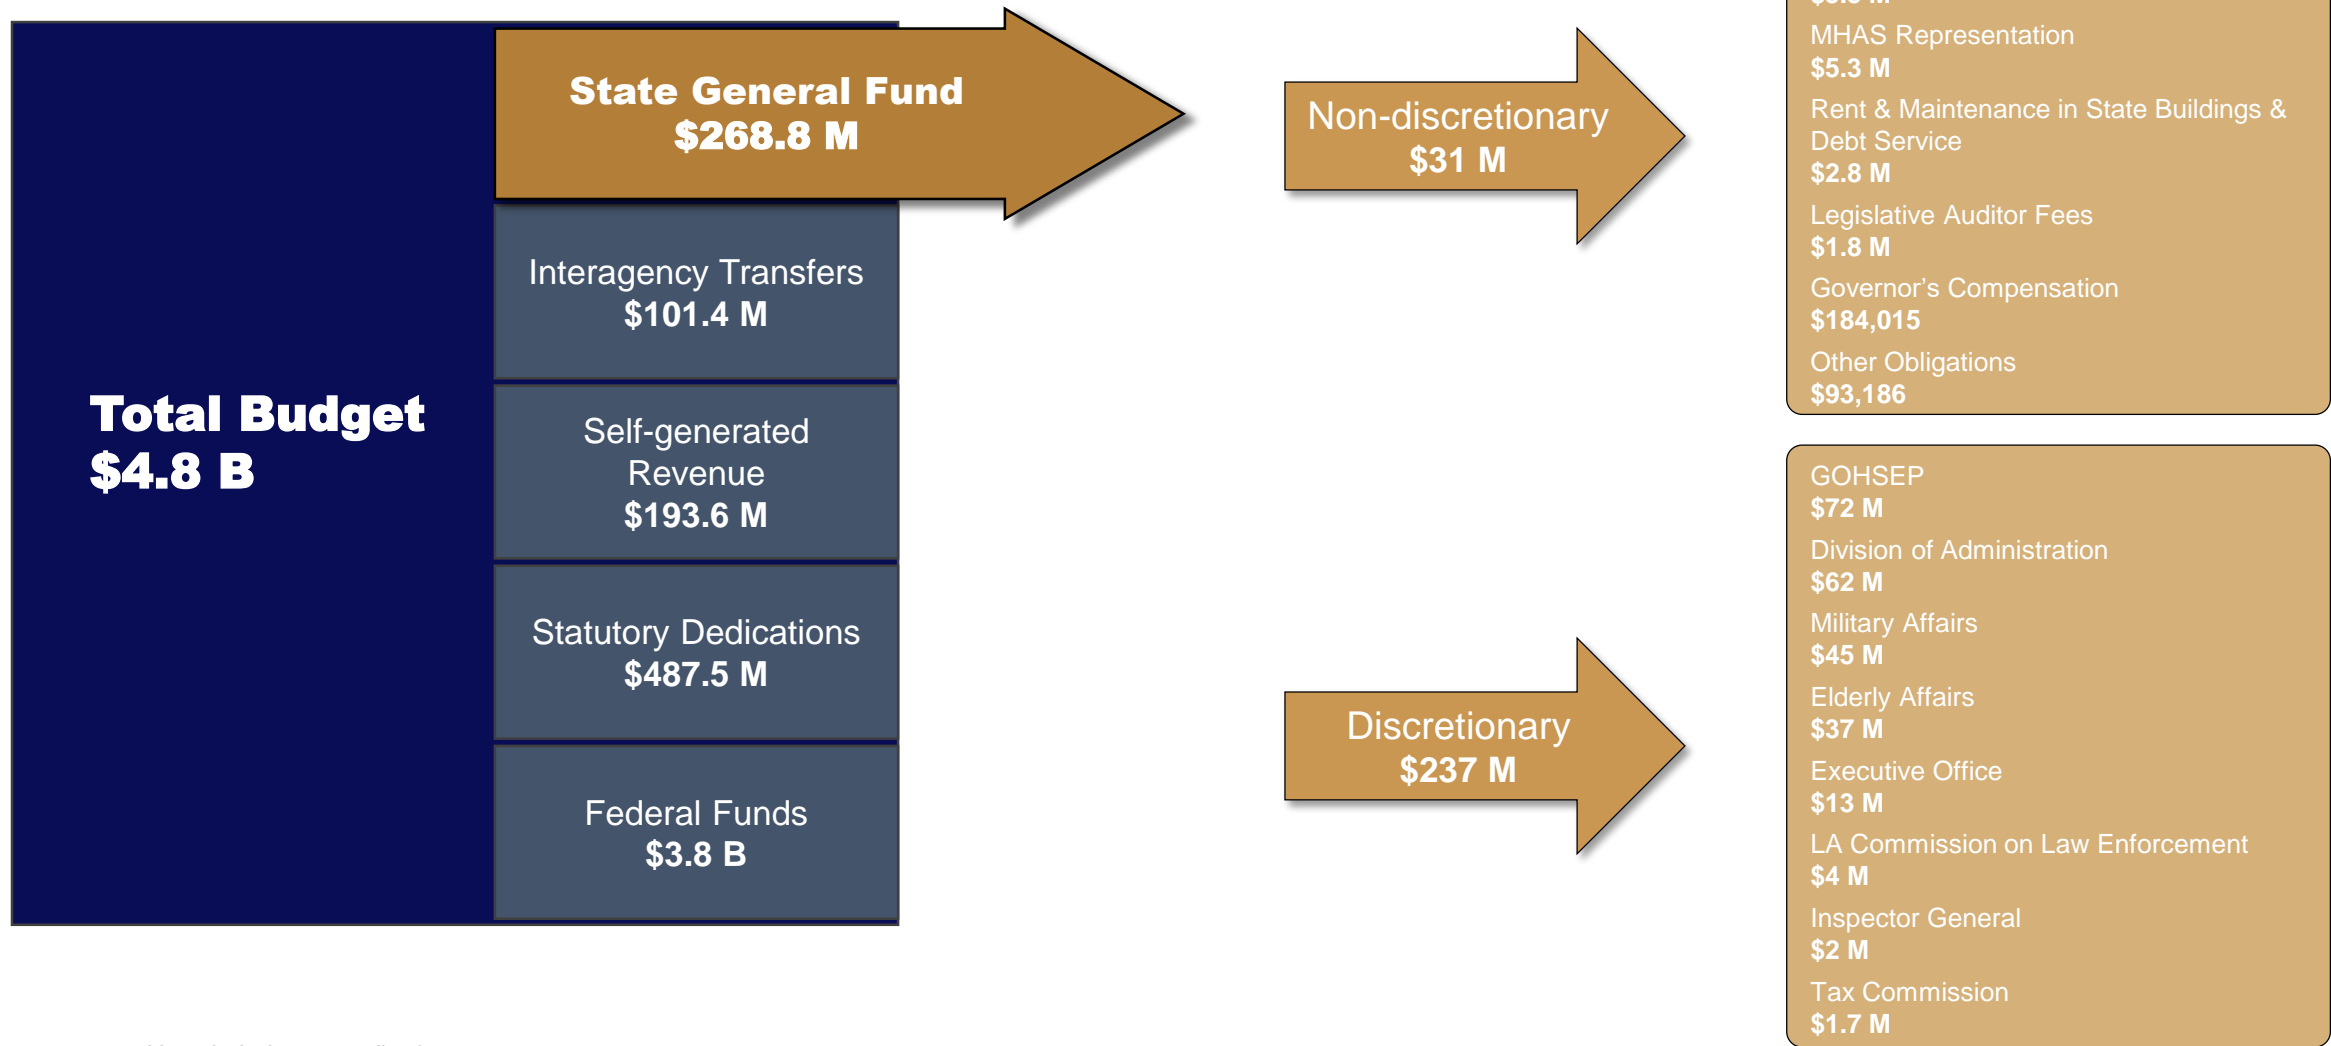 State General Fund
$268.8 M
Interagency Transfers
$101.4 M
Self-generated
Revenue
$193.6 M
Statutory Dedications
$487.5 M
Federal Funds
$3.8 B
Total Budget
$4.8 B
Non-discretionary
$31 M
Discretionary
$237 M
MHAS Representation
$5.3 M
Rent & Maintenance in State Buildings &
Debt Service
$2.8 M
Legislative Auditor Fees
$1.8 M
Governor’s Compensation
$184,015
Other Obligations
$93,186
GOHSEP
$72 M
Division of Administration
$62 M
Military Affairs
$45 M
Elderly Affairs
$37 M
Executive Office
$13 M
LA Commission on Law Enforcement
$4 M
Inspector General
$2 M
Tax Commission
$1.7 M